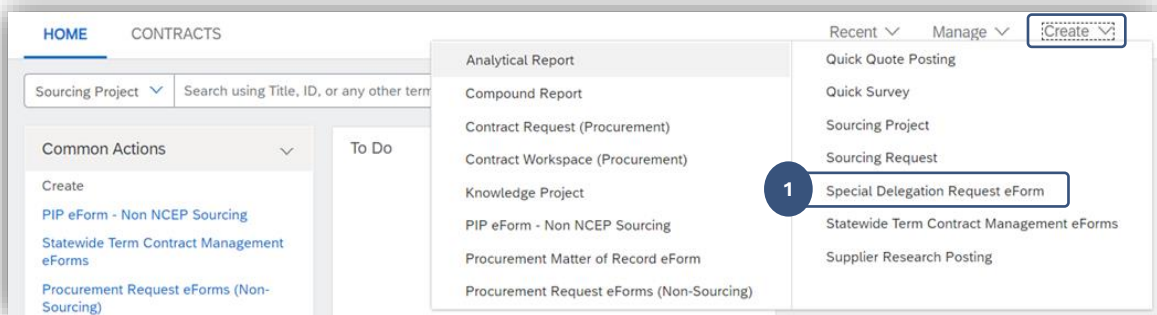 HOME CONTRACTS Recent Manage Create
Sourcing Project Search using Title, ID, or any other term
Common Actions
Create
PIP eForm - Non NCEP Sourcing
Statewide Term Contract Management
eForms
Procurement Request eForms (Non-
Sourcing)
To Do
Analytical Report
Compound Report
Contract Request (Procurement)
Contract Workspace (Procurement)
Knowledge Project
PIP eForm - Non NCEP Sourcing
Procurement Matter of Record eForm
Procurement Request eForms (Non-Sourcing)
Quick Quote Posting
Quick Survey
Sourcing Project
Sourcing Request
1 Special Delegation Request eForm
Statewide Term Contract Management eForms
Supplier Research Posting